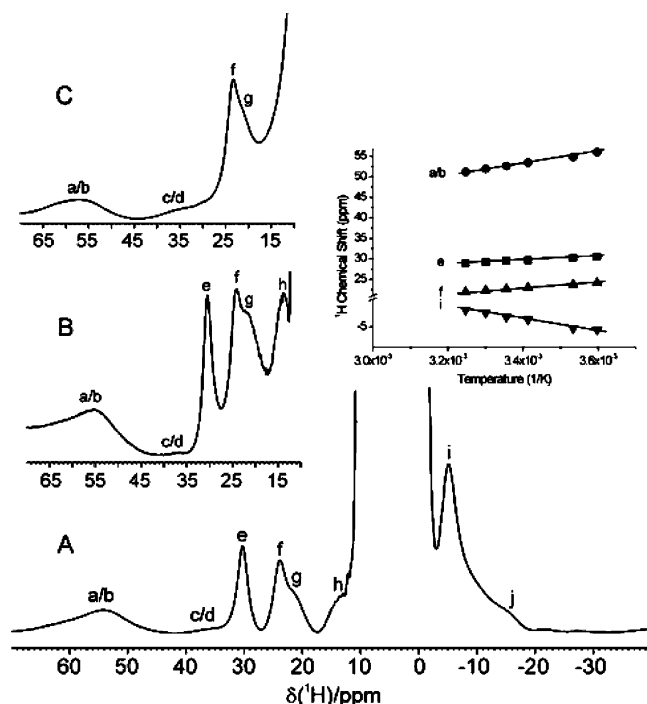 C
a/b
c/d
f
g
65 55 45 35 25 15
B
a/b
c/d
e
f
g
h
65 55 45 35 25 15
¹H Chemical Shift (ppm)
55
50
45
40
35
30
25
-5
a/b
e
f
i
3.0x10³ 3.2x10³ 3.4x10³ 3.6x10³
Temperature (1/K)
A
a/b
c/d
e
f
g
h
i
j
60 50 40 30 20 10 0 -10 -20 -30
δ(¹H)/ppm